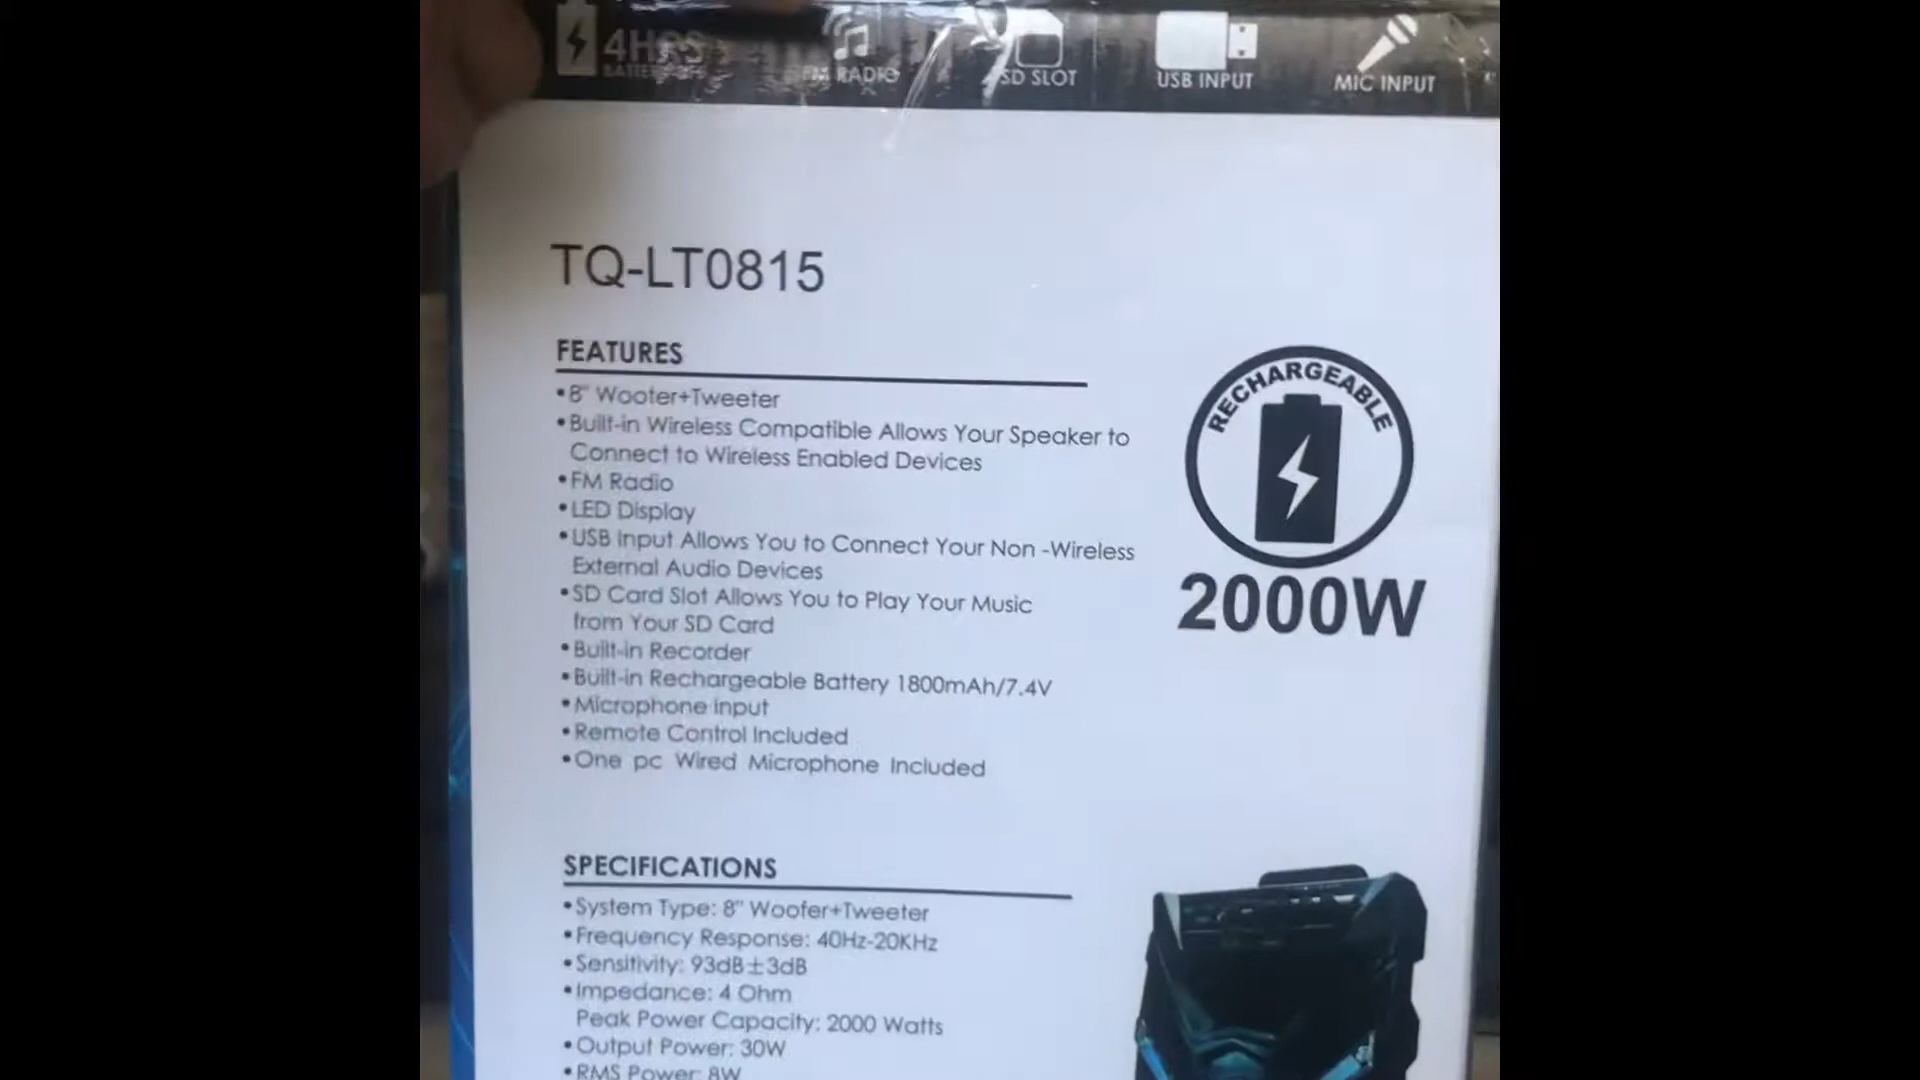 4HRS
BATTERY
FM RADIO
SD SLOT
USB INPUT
MIC INPUT
TQ-LT0815
FEATURES
•8" Wooter+Tweeter
•Built-in Wireless Compatible Allows Your Speaker to
Connect to Wireless Enabled Devices
•FM Radio
•LED Display
•USB Input Allows You to Connect Your Non -Wireless
External Audio Devices
•SD Card Slot Allows You to Play Your Music
from Your SD Card
•Built-in Recorder
•Built-in Rechargeable Battery 1800mAh/7.4V
•Microphone input
•Remote Control Included
•One pc Wired Microphone Included
RECHARGEABLE
2000W
SPECIFICATIONS
•System Type: 8" Woofer+Tweeter
•Frequency Response: 40Hz-20KHz
•Sensitivity: 93dB±3dB
•Impedance: 4 Ohm
Peak Power Capacity: 2000 Watts
•Output Power: 30W
•RMS Power: 8W